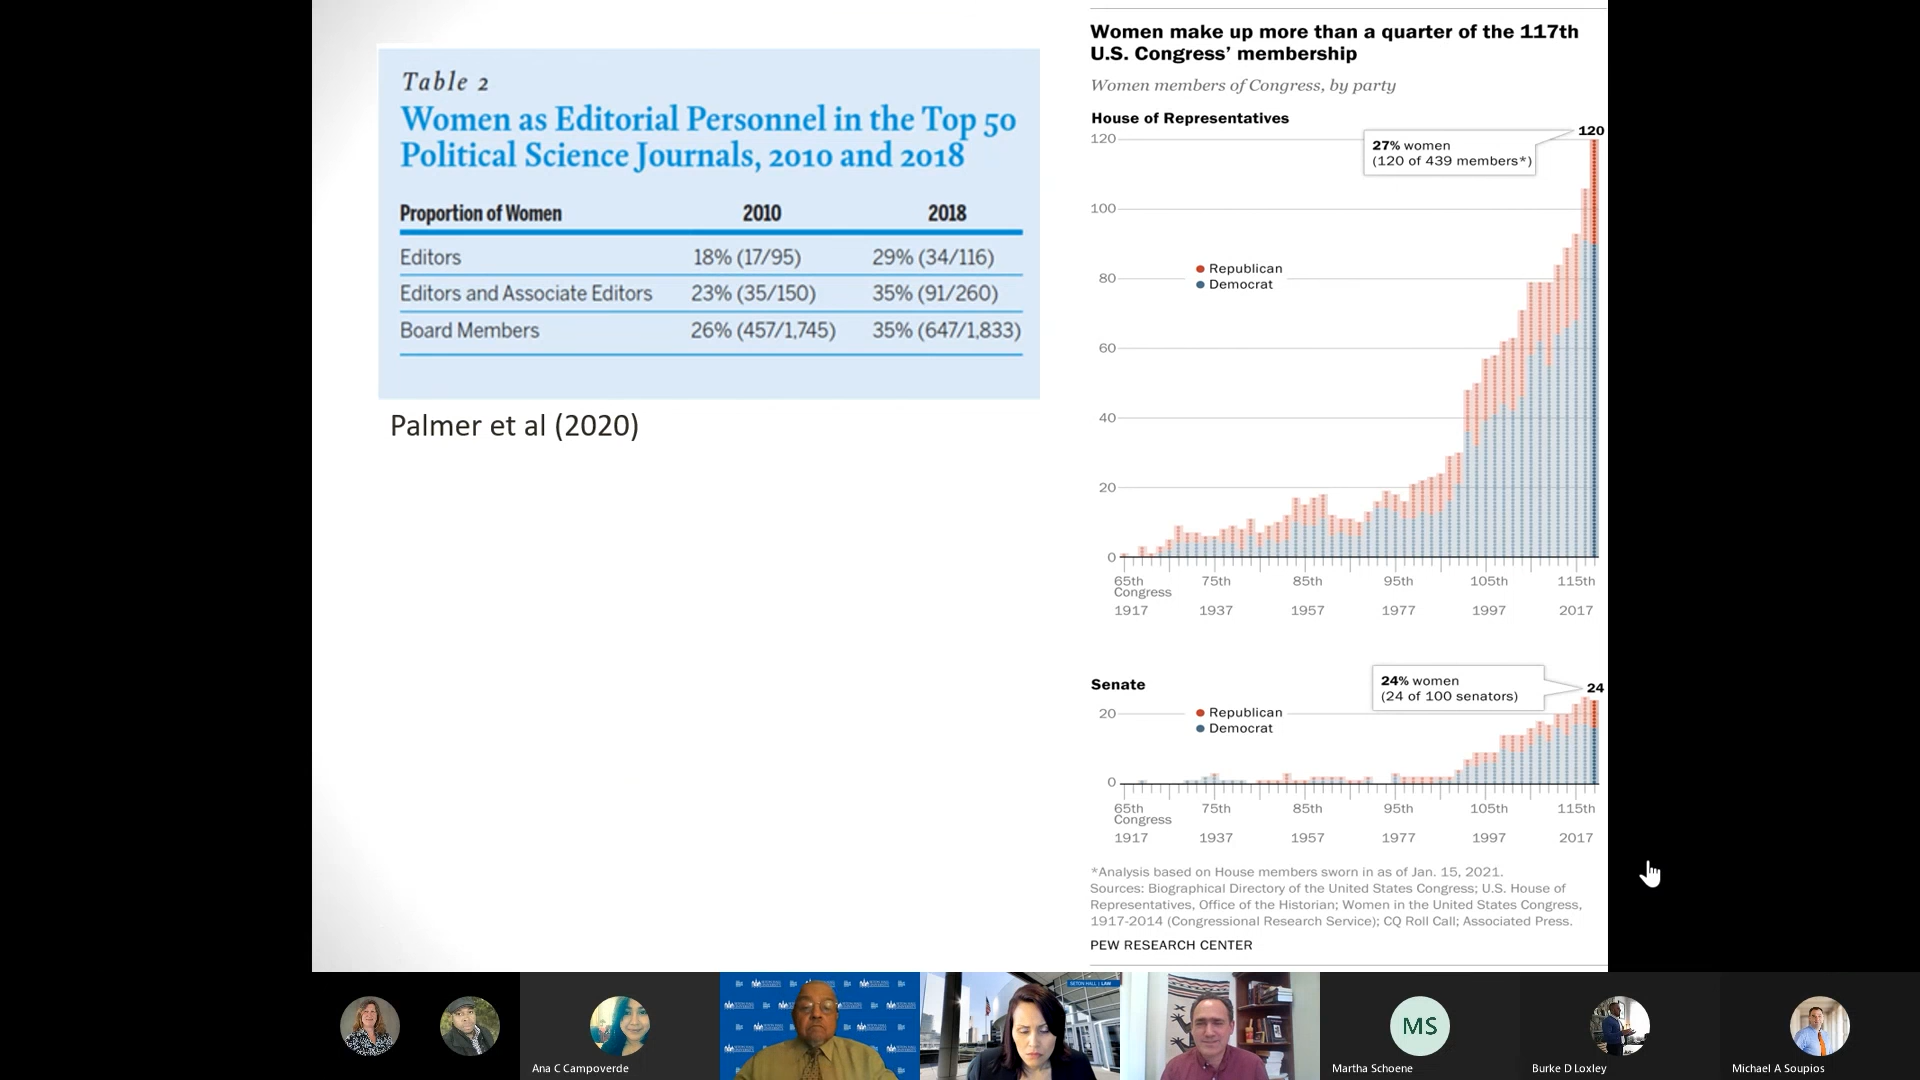 Table 2
Women as Editorial Personnel in the Top 50
Political Science Journals, 2010 and 2018
Proportion of Women 2010 2018
Editors 18% (17/95) 29% (34/116)
Editors and Associate Editors 23% (35/150) 35% (91/260)
Board Members 26% (457/1,745) 35% (647/1,833)
Palmer et al (2020)
Women make up more than a quarter of the 117th
U.S. Congress’ membership
Women members of Congress, by party
House of Representatives
120
120
27% women
(120 of 439 members*)
100
80
Republican
Democrat
60
40
20
0
65th 75th 85th 95th 105th 115th
Congress
1917 1937 1957 1977 1997 2017
Senate
24% women
(24 of 100 senators)
24
20
Republican
Democrat
0
65th 75th 85th 95th 105th 115th
Congress
1917 1937 1957 1977 1997 2017
*Analysis based on House members sworn in as of Jan. 15, 2021.
Sources: Biographical Directory of the United States Congress; U.S. House of
Representatives, Office of the Historian; Women in the United States Congress,
1917-2014 (Congressional Research Service); CQ Roll Call; Associated Press.
PEW RESEARCH CENTER
SETON HALL | LAW
MS
Ana C Campoverde
Martha Schoene
Burke D Loxley
Michael A Soupios